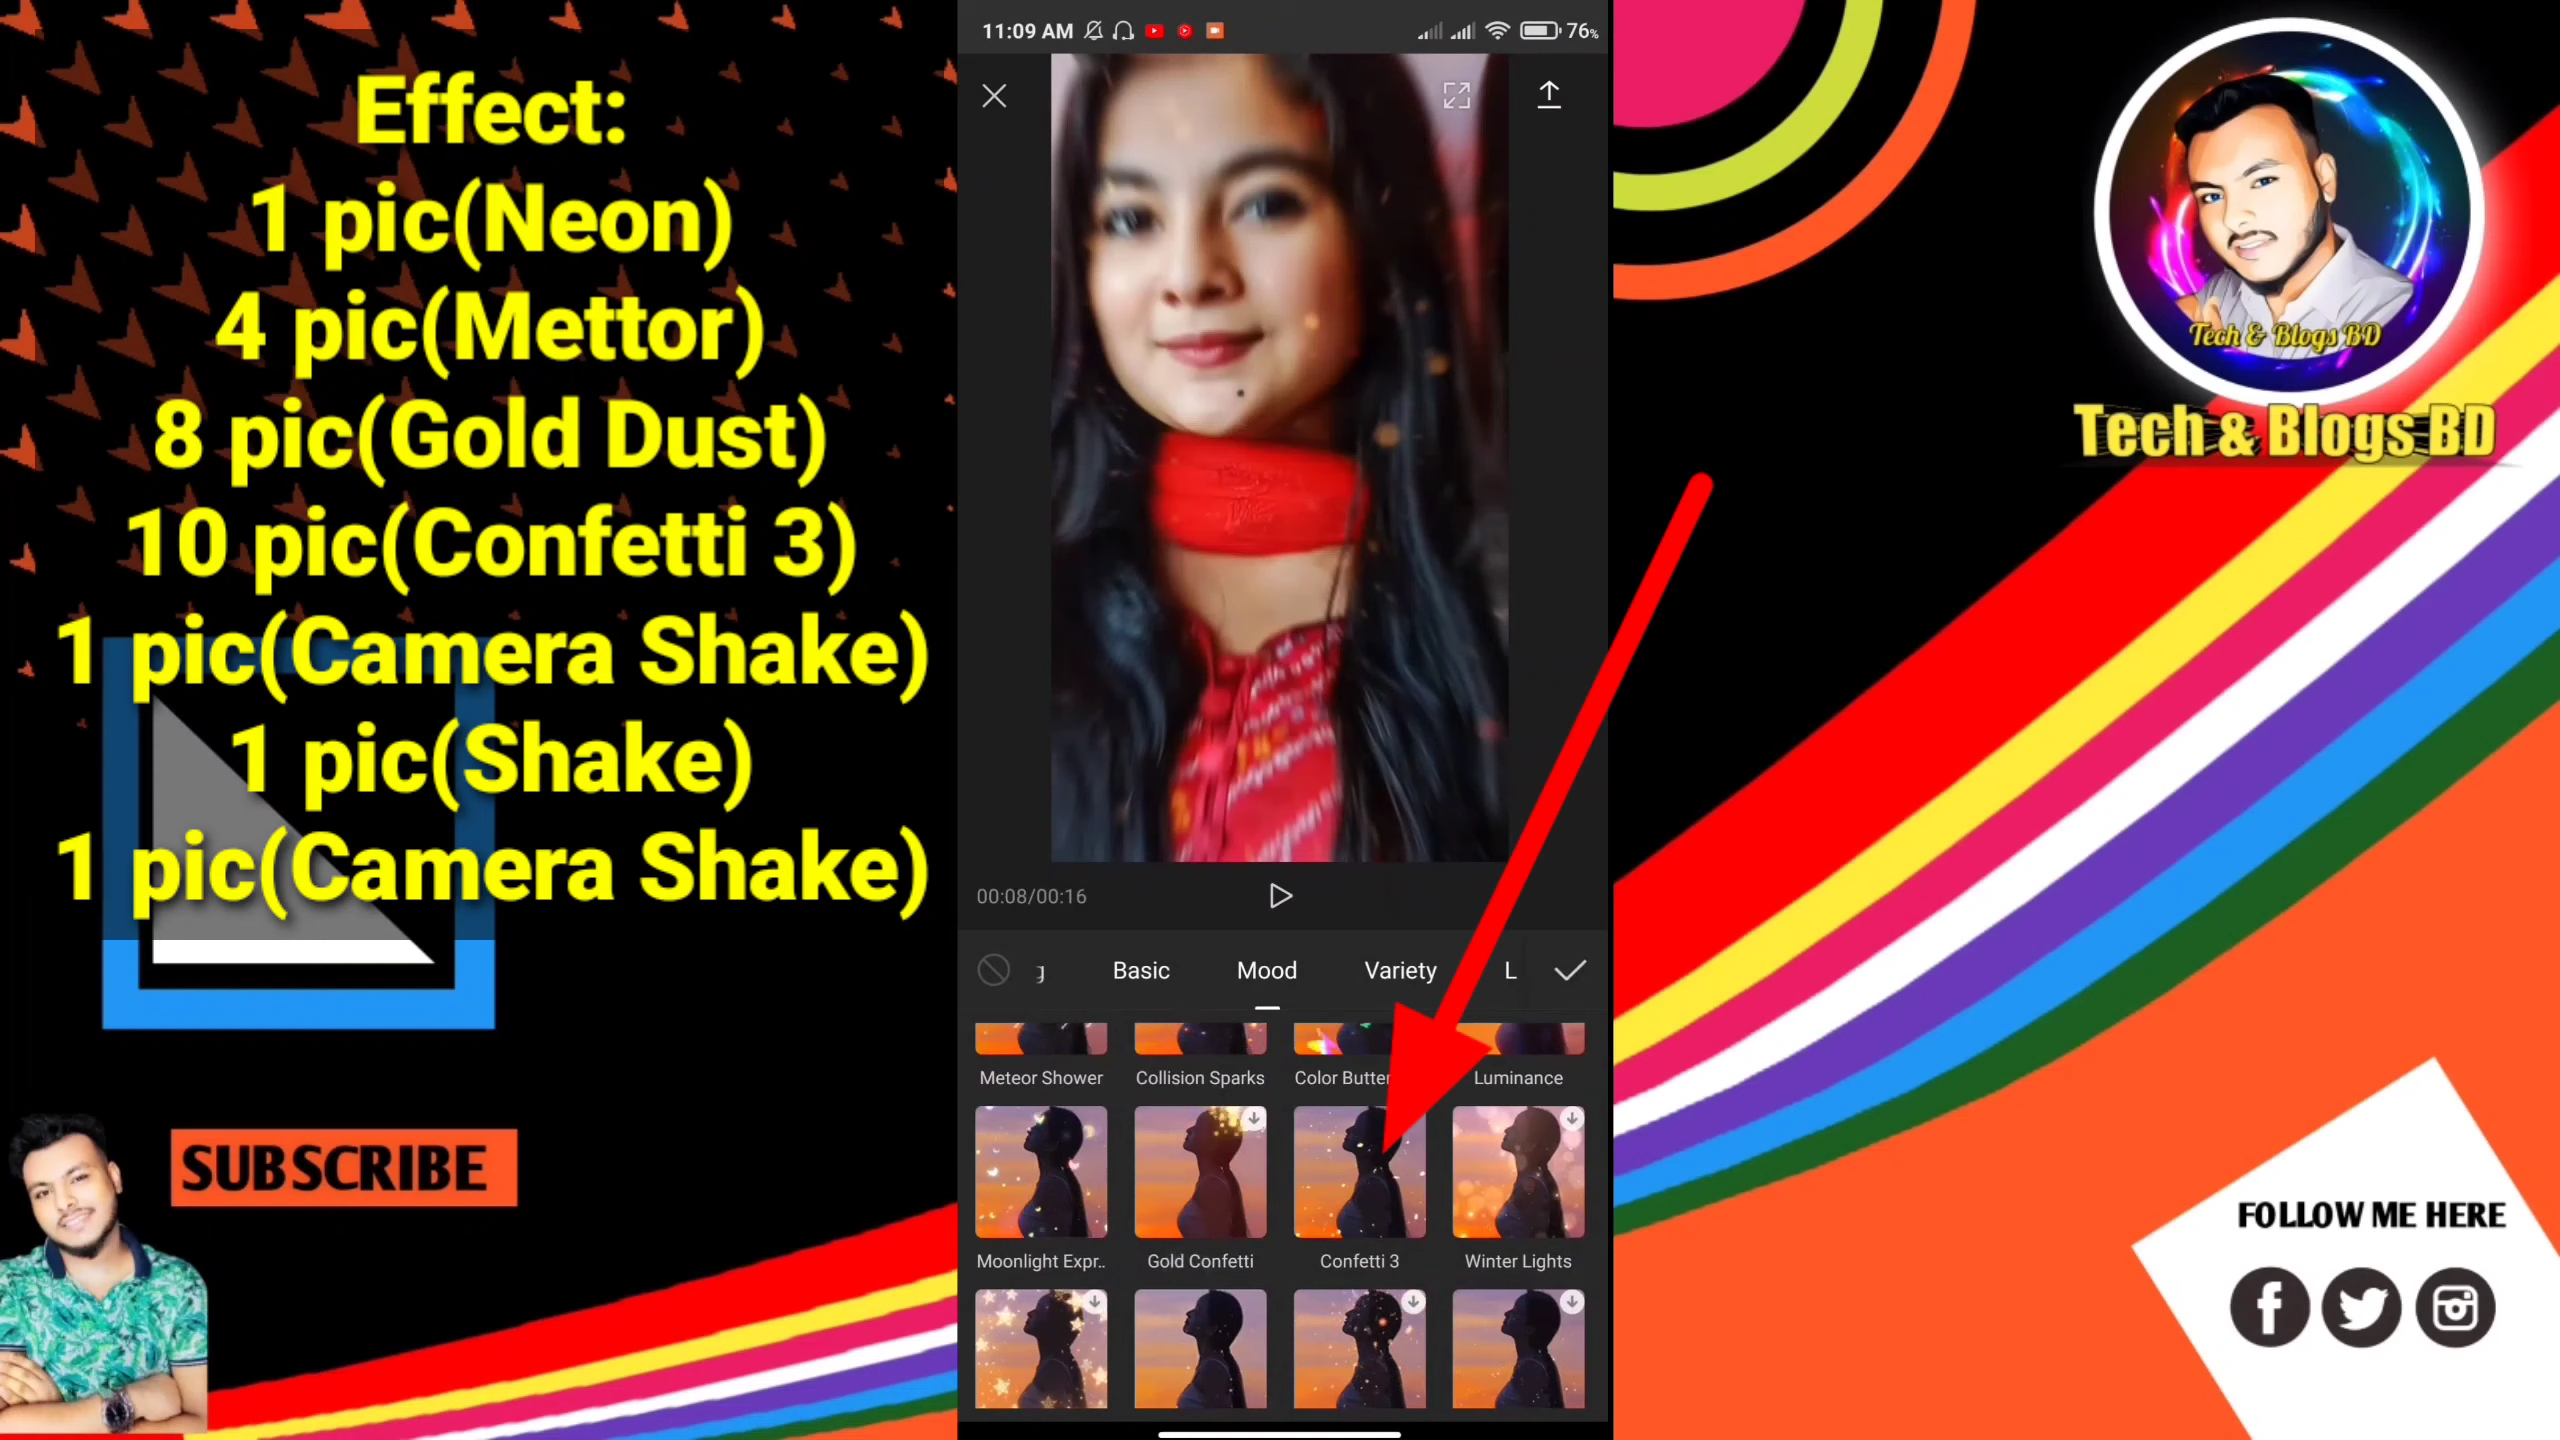 Effect:
1 pic(Neon)
4 pic(Mettor)
8 pic(Gold Dust)
10 pic(Confetti 3)
1 pic(Camera Shake)
1 pic(Shake)
1 pic(Camera Shake)
SUBSCRIBE
11:09 AM
76%
00:08/00:16
g
Basic
Mood
Variety
L
Meteor Shower
Collision Sparks
Color Butter
Luminance
Moonlight Expr..
Gold Confetti
Confetti 3
Winter Lights
Tech & Blogs BD
Tech & Blogs BD
FOLLOW ME HERE